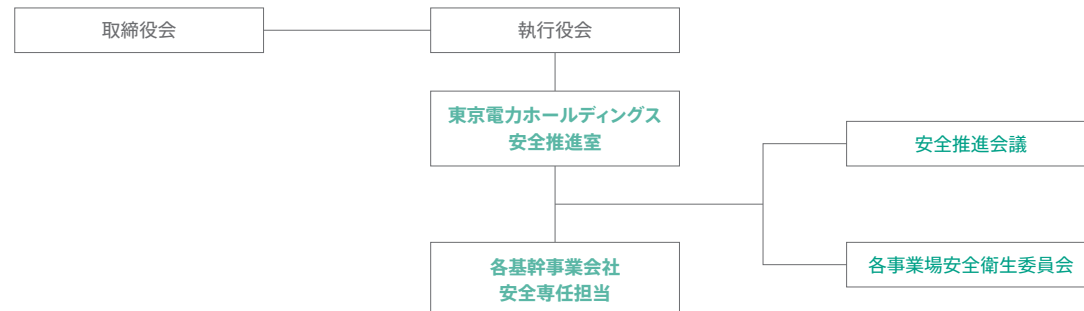 取締役会
執行役会
東京電力ホールディングス
安全推進室
安全推進会議
各基幹事業会社
安全専任担当
各事業場安全衛生委員会